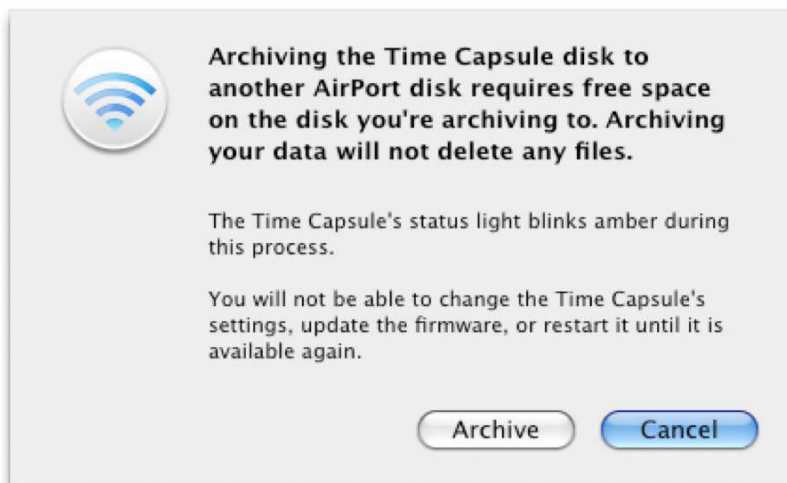 Archiving the Time Capsule disk to
another AirPort disk requires free space
on the disk you're archiving to. Archiving
your data will not delete any files.
The Time Capsule's status light blinks amber during
this process.
You will not be able to change the Time Capsule's
settings, update the firmware, or restart it until it is
available again.
Archive Cancel